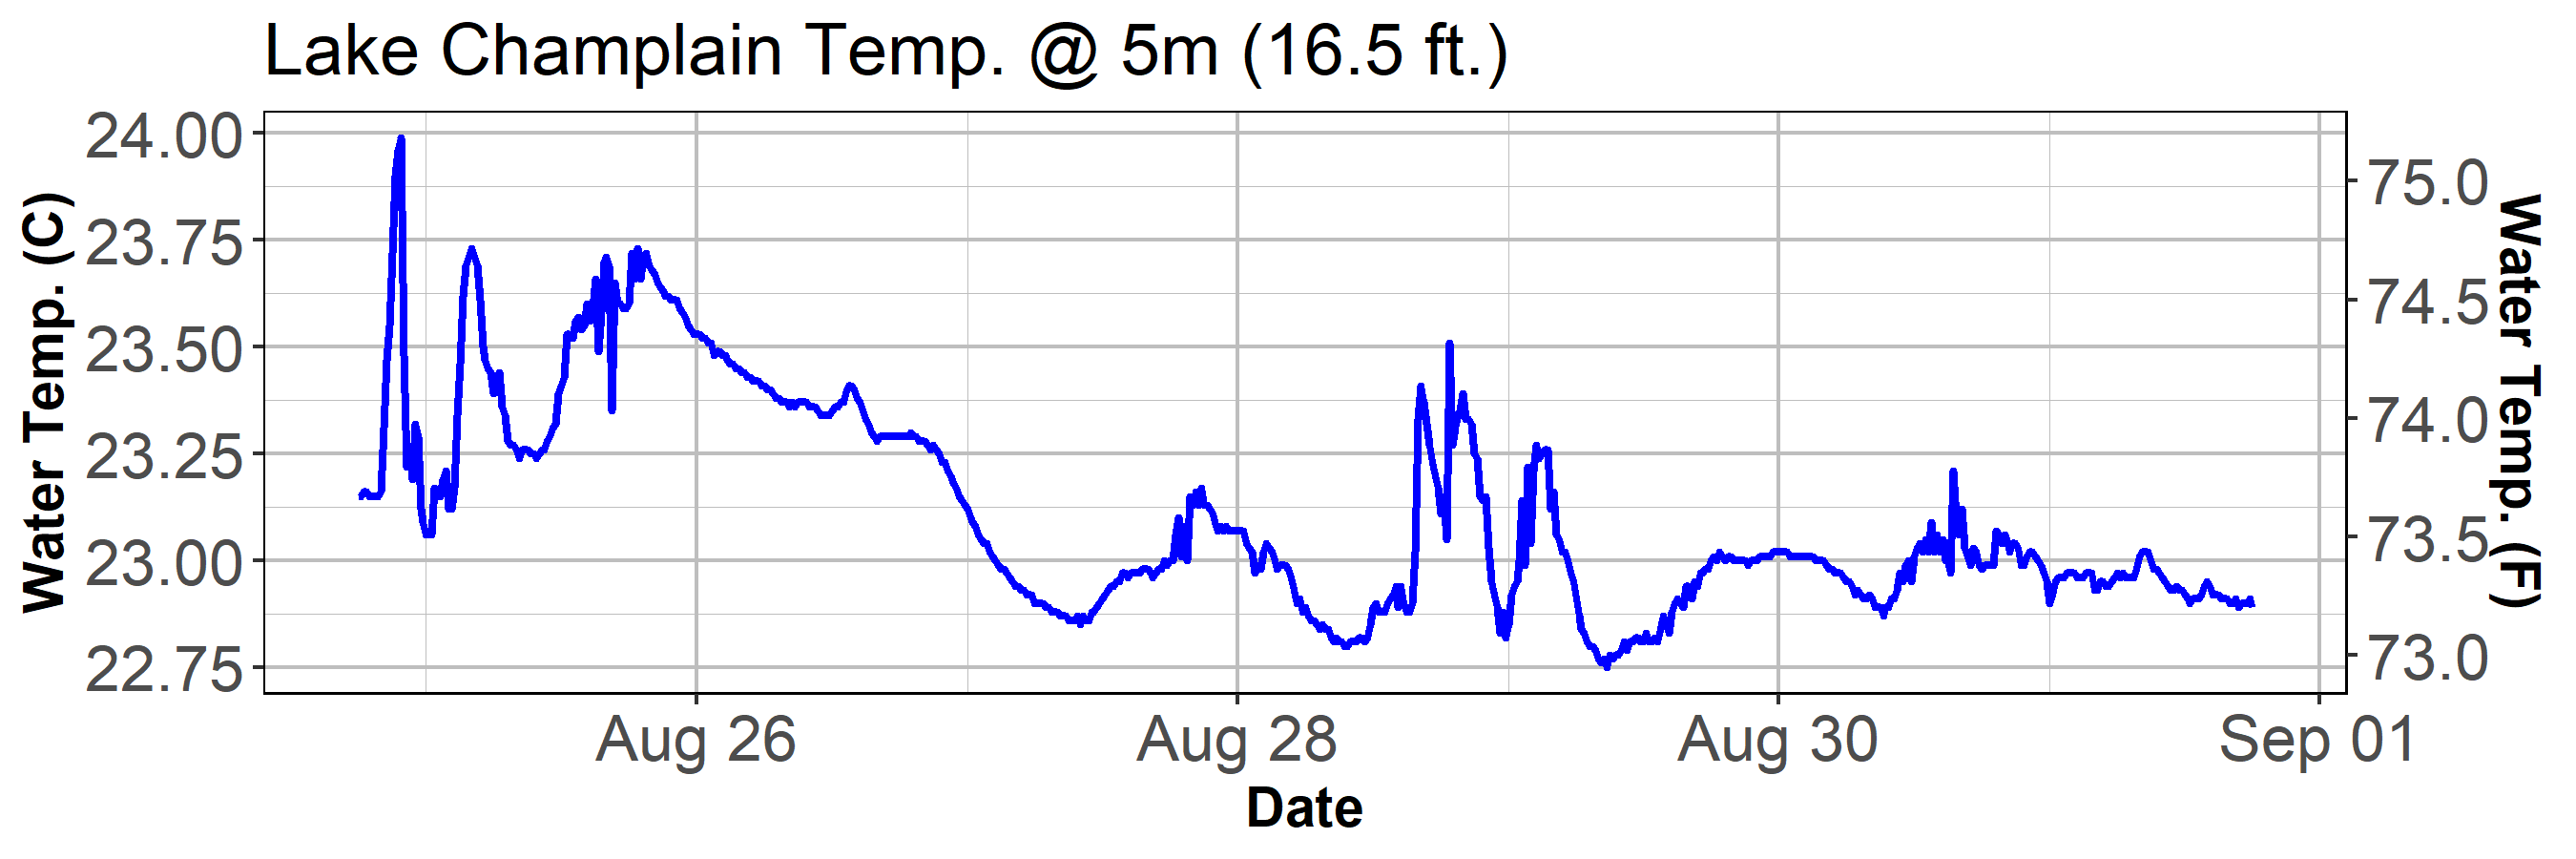 Lake Champlain Temp. @ 5m (16.5 ft.)
Water Temp. (C)
24.00
23.75
23.50
23.25
23.00
22.75
75.0
74.5
74.0
73.5
73.0
Water Temp. (F)
Aug 26 Aug 28 Aug 30 Sep 01
Date